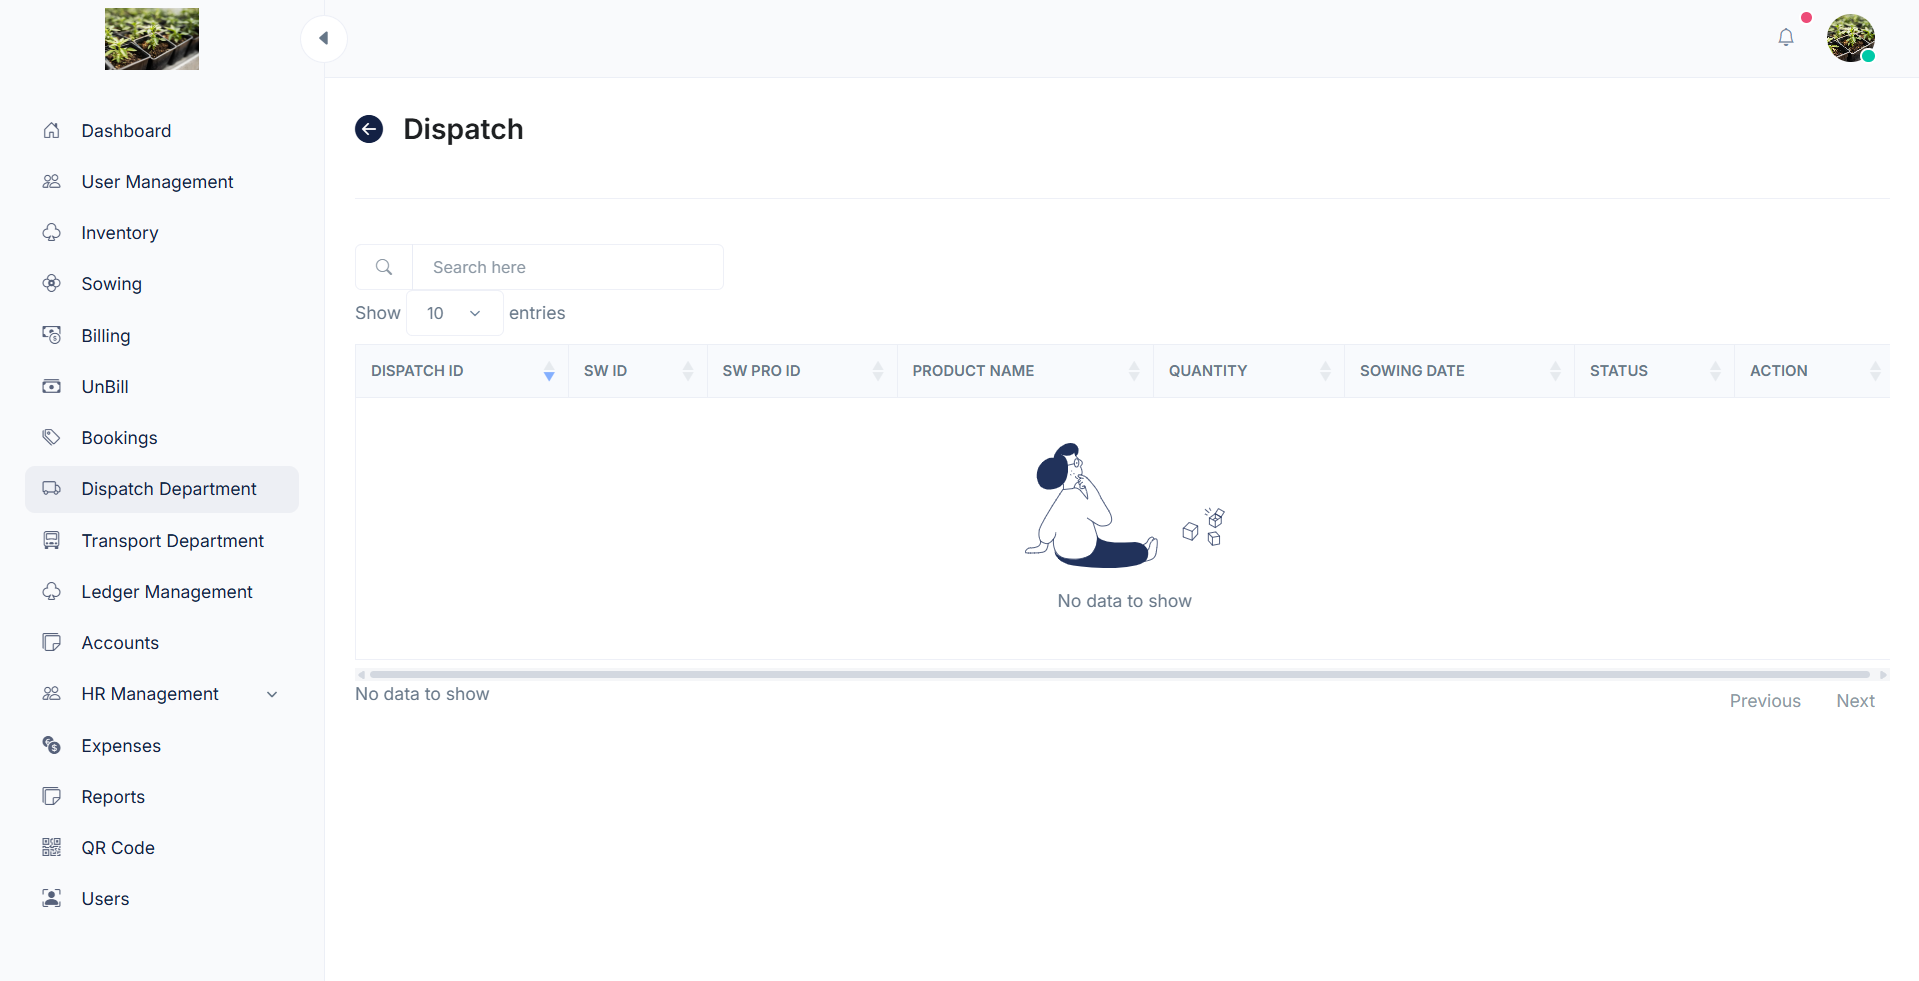 Dashboard
User Management
Inventory
Sowing
Billing
UnBill
Bookings
Dispatch Department
Transport Department
Ledger Management
Accounts
HR Management
Expenses
Reports
QR Code
Users
Dispatch
Search here
Show 10 entries
DISPATCH ID SW ID SW PRO ID PRODUCT NAME QUANTITY SOWING DATE STATUS ACTION
No data to show
No data to show
Previous Next